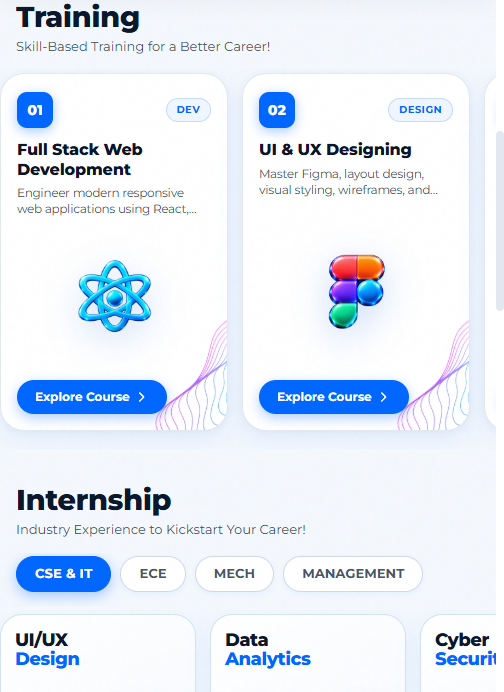 Training
Skill-Based Training for a Better Career!
01
DEV
Full Stack Web
Development
Engineer modern responsive
web applications using React,...
Explore Course
02
DESIGN
UI & UX Designing
Master Figma, layout design,
visual styling, wireframes, and...
Explore Course
Internship
Industry Experience to Kickstart Your Career!
CSE & IT
ECE
MECH
MANAGEMENT
UI/UX
Design
Data
Analytics
Cyber